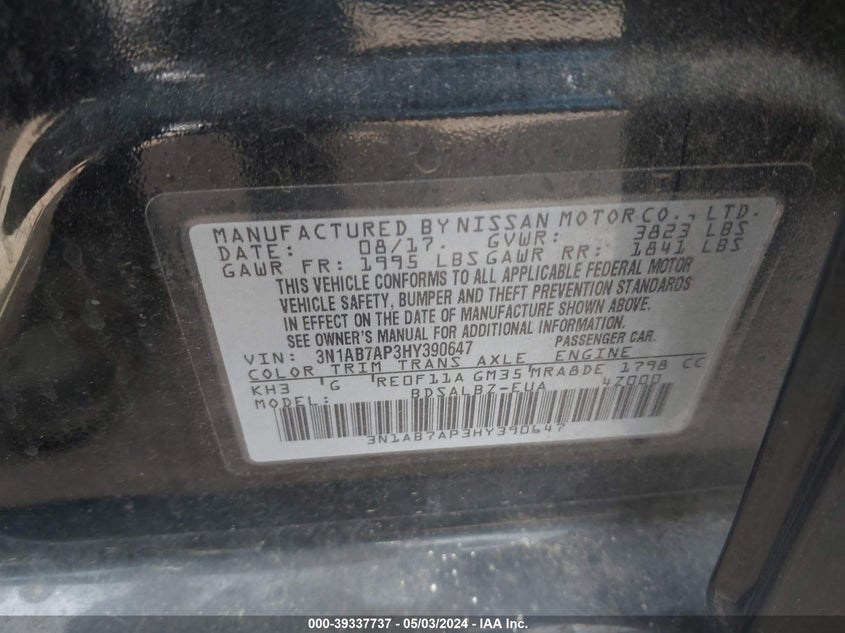 MANUFACTURED BY NISSAN MOTOR CO., LTD.
DATE: 08/17. GVWR: 3823 LBS
GAWR FR: 1995 LBS GAWR RR: 1841 LBS
THIS VEHICLE CONFORMS TO ALL APPLICABLE FEDERAL MOTOR
VEHICLE SAFETY, BUMPER AND THEFT PREVENTION STANDARDS
IN EFFECT ON THE DATE OF MANUFACTURE SHOWN ABOVE.
SEE OWNER'S MANUAL FOR ADDITIONAL INFORMATION.
VIN: 3N1AB7AP3HY390647 PASSENGER CAR.
COLOR TRIM TRANS AXLE ENGINE
KH3 G RE0F11A GM35 MRA8DE 1798 CC
MODEL: BDSALB7-EUA 4Z000
3N1AB7AP3HY390647
000-39337737 - 05/03/2024 - IAA Inc.